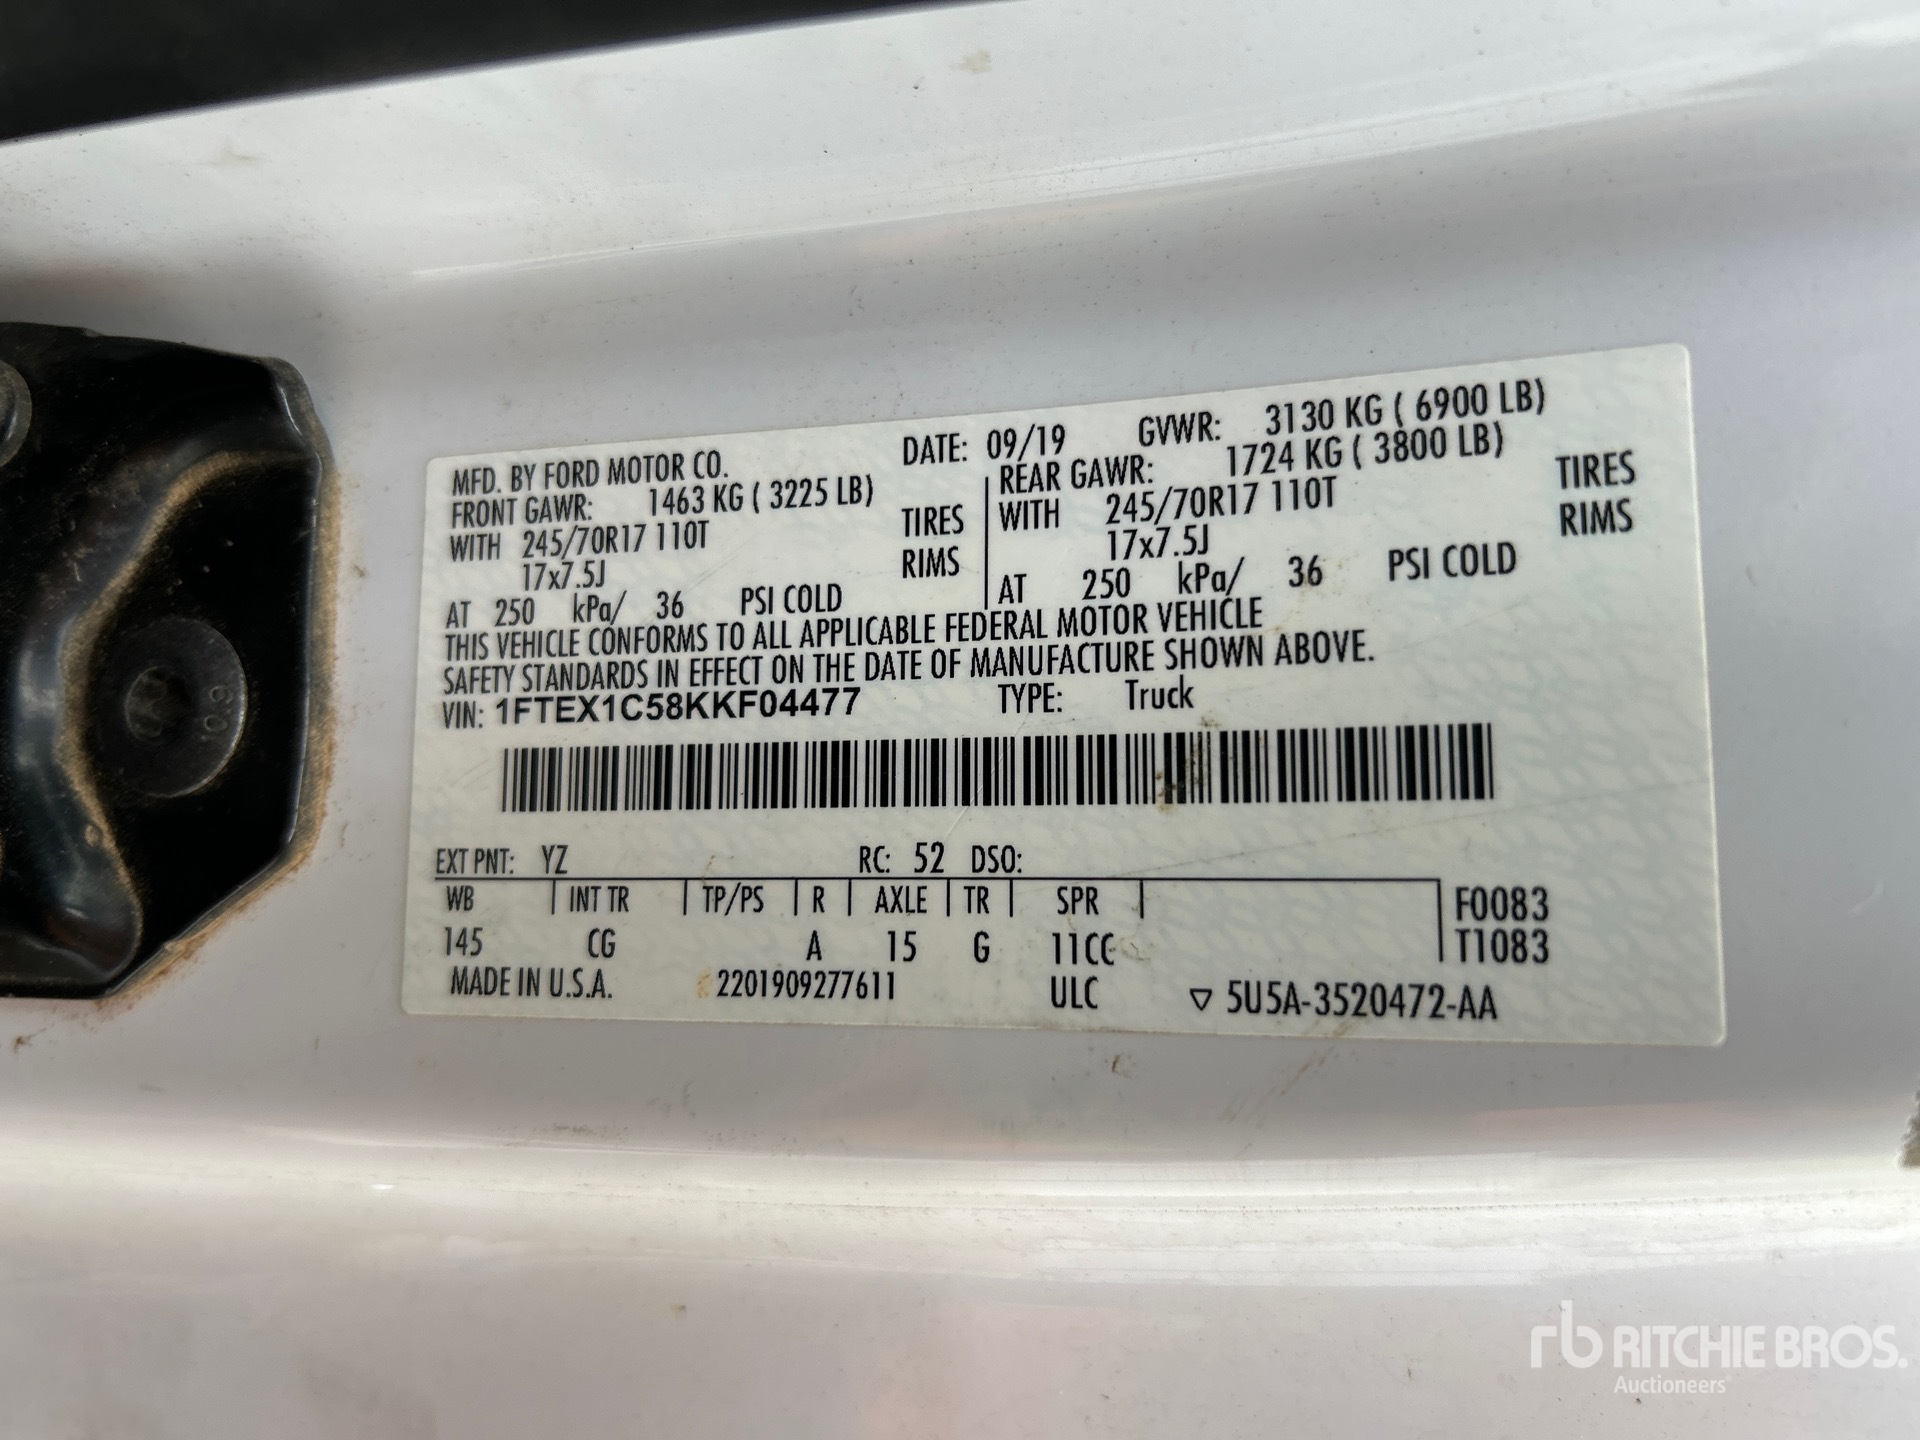 MFD. BY FORD MOTOR CO. DATE: 09/19 GVWR: 3130 KG ( 6900 LB)
FRONT GAWR: 1463 KG ( 3225 LB) REAR GAWR: 1724 KG ( 3800 LB)
WITH 245/70R17 110T TIRES WITH 245/70R17 110T TIRES
17x7.5J RIMS 17x7.5J RIMS
AT 250 kPa/ 36 PSI COLD AT 250 kPa/ 36 PSI COLD
THIS VEHICLE CONFORMS TO ALL APPLICABLE FEDERAL MOTOR VEHICLE
SAFETY STANDARDS IN EFFECT ON THE DATE OF MANUFACTURE SHOWN ABOVE.
VIN: 1FTEX1C58KKF04477 TYPE: Truck
EXT PNT: YZ RC: 52 DSO:
WB INT TR TP/PS R AXLE TR SPR F0083
145 CG A 15 G 11CC T1083
MADE IN U.S.A. 2201909277611 ULC ▽ 5U5A-3520472-AA
10.9
rb RITCHIE BROS.
Auctioneers